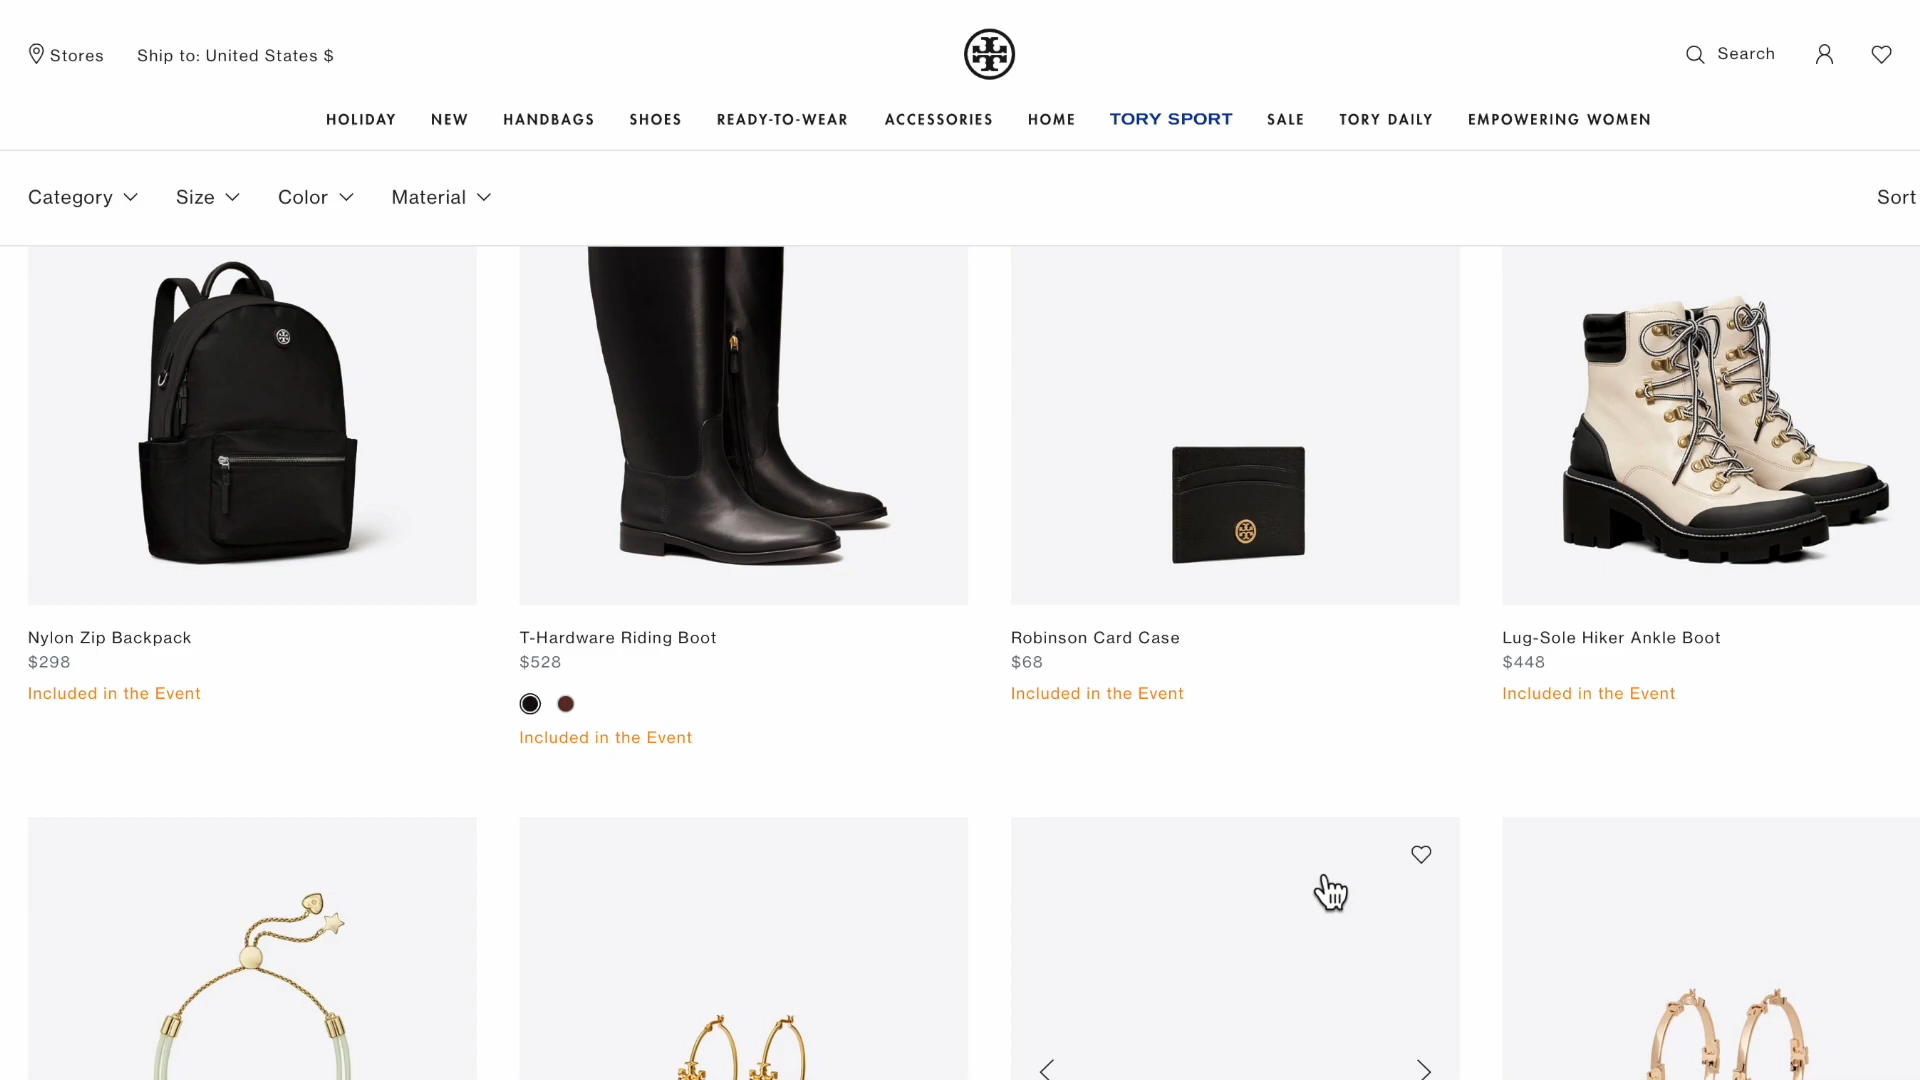 Stores
Ship to: United States $
Search
HOLIDAY
NEW
HANDBAGS
SHOES
READY-TO-WEAR
ACCESSORIES
HOME
TORY SPORT
SALE
TORY DAILY
EMPOWERING WOMEN
Category
Size
Color
Material
Sort
Nylon Zip Backpack
$298
Included in the Event
T-Hardware Riding Boot
$528
Included in the Event
Robinson Card Case
$68
Included in the Event
Lug-Sole Hiker Ankle Boot
$448
Included in the Event